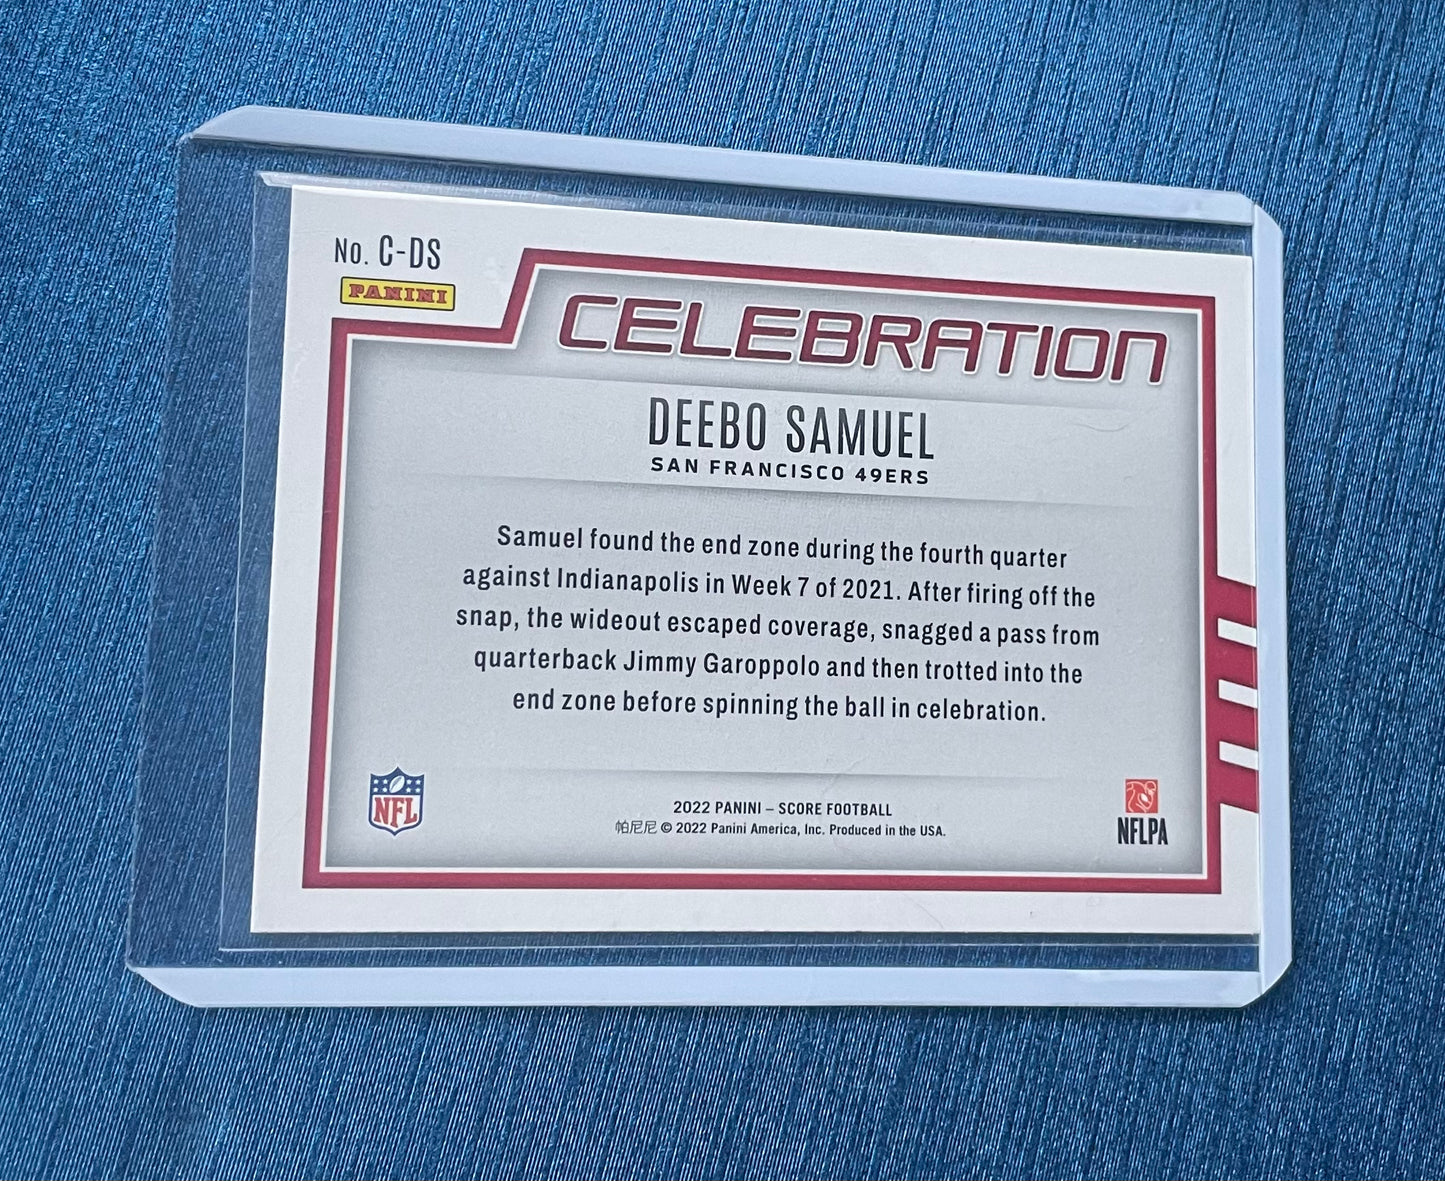 No. C-DS
PANINI
CELEBRATION
DEEBO SAMUEL
SAN FRANCISCO 49ERS
Samuel found the end zone during the fourth quarter
against Indianapolis in Week 7 of 2021. After firing off the
snap, the wideout escaped coverage, snagged a pass from
quarterback Jimmy Garoppolo and then trotted into the
end zone before spinning the ball in celebration.
NFL
2022 PANINI – SCORE FOOTBALL
帕尼尼 © 2022 Panini America, Inc. Produced in the USA.
NFLPA